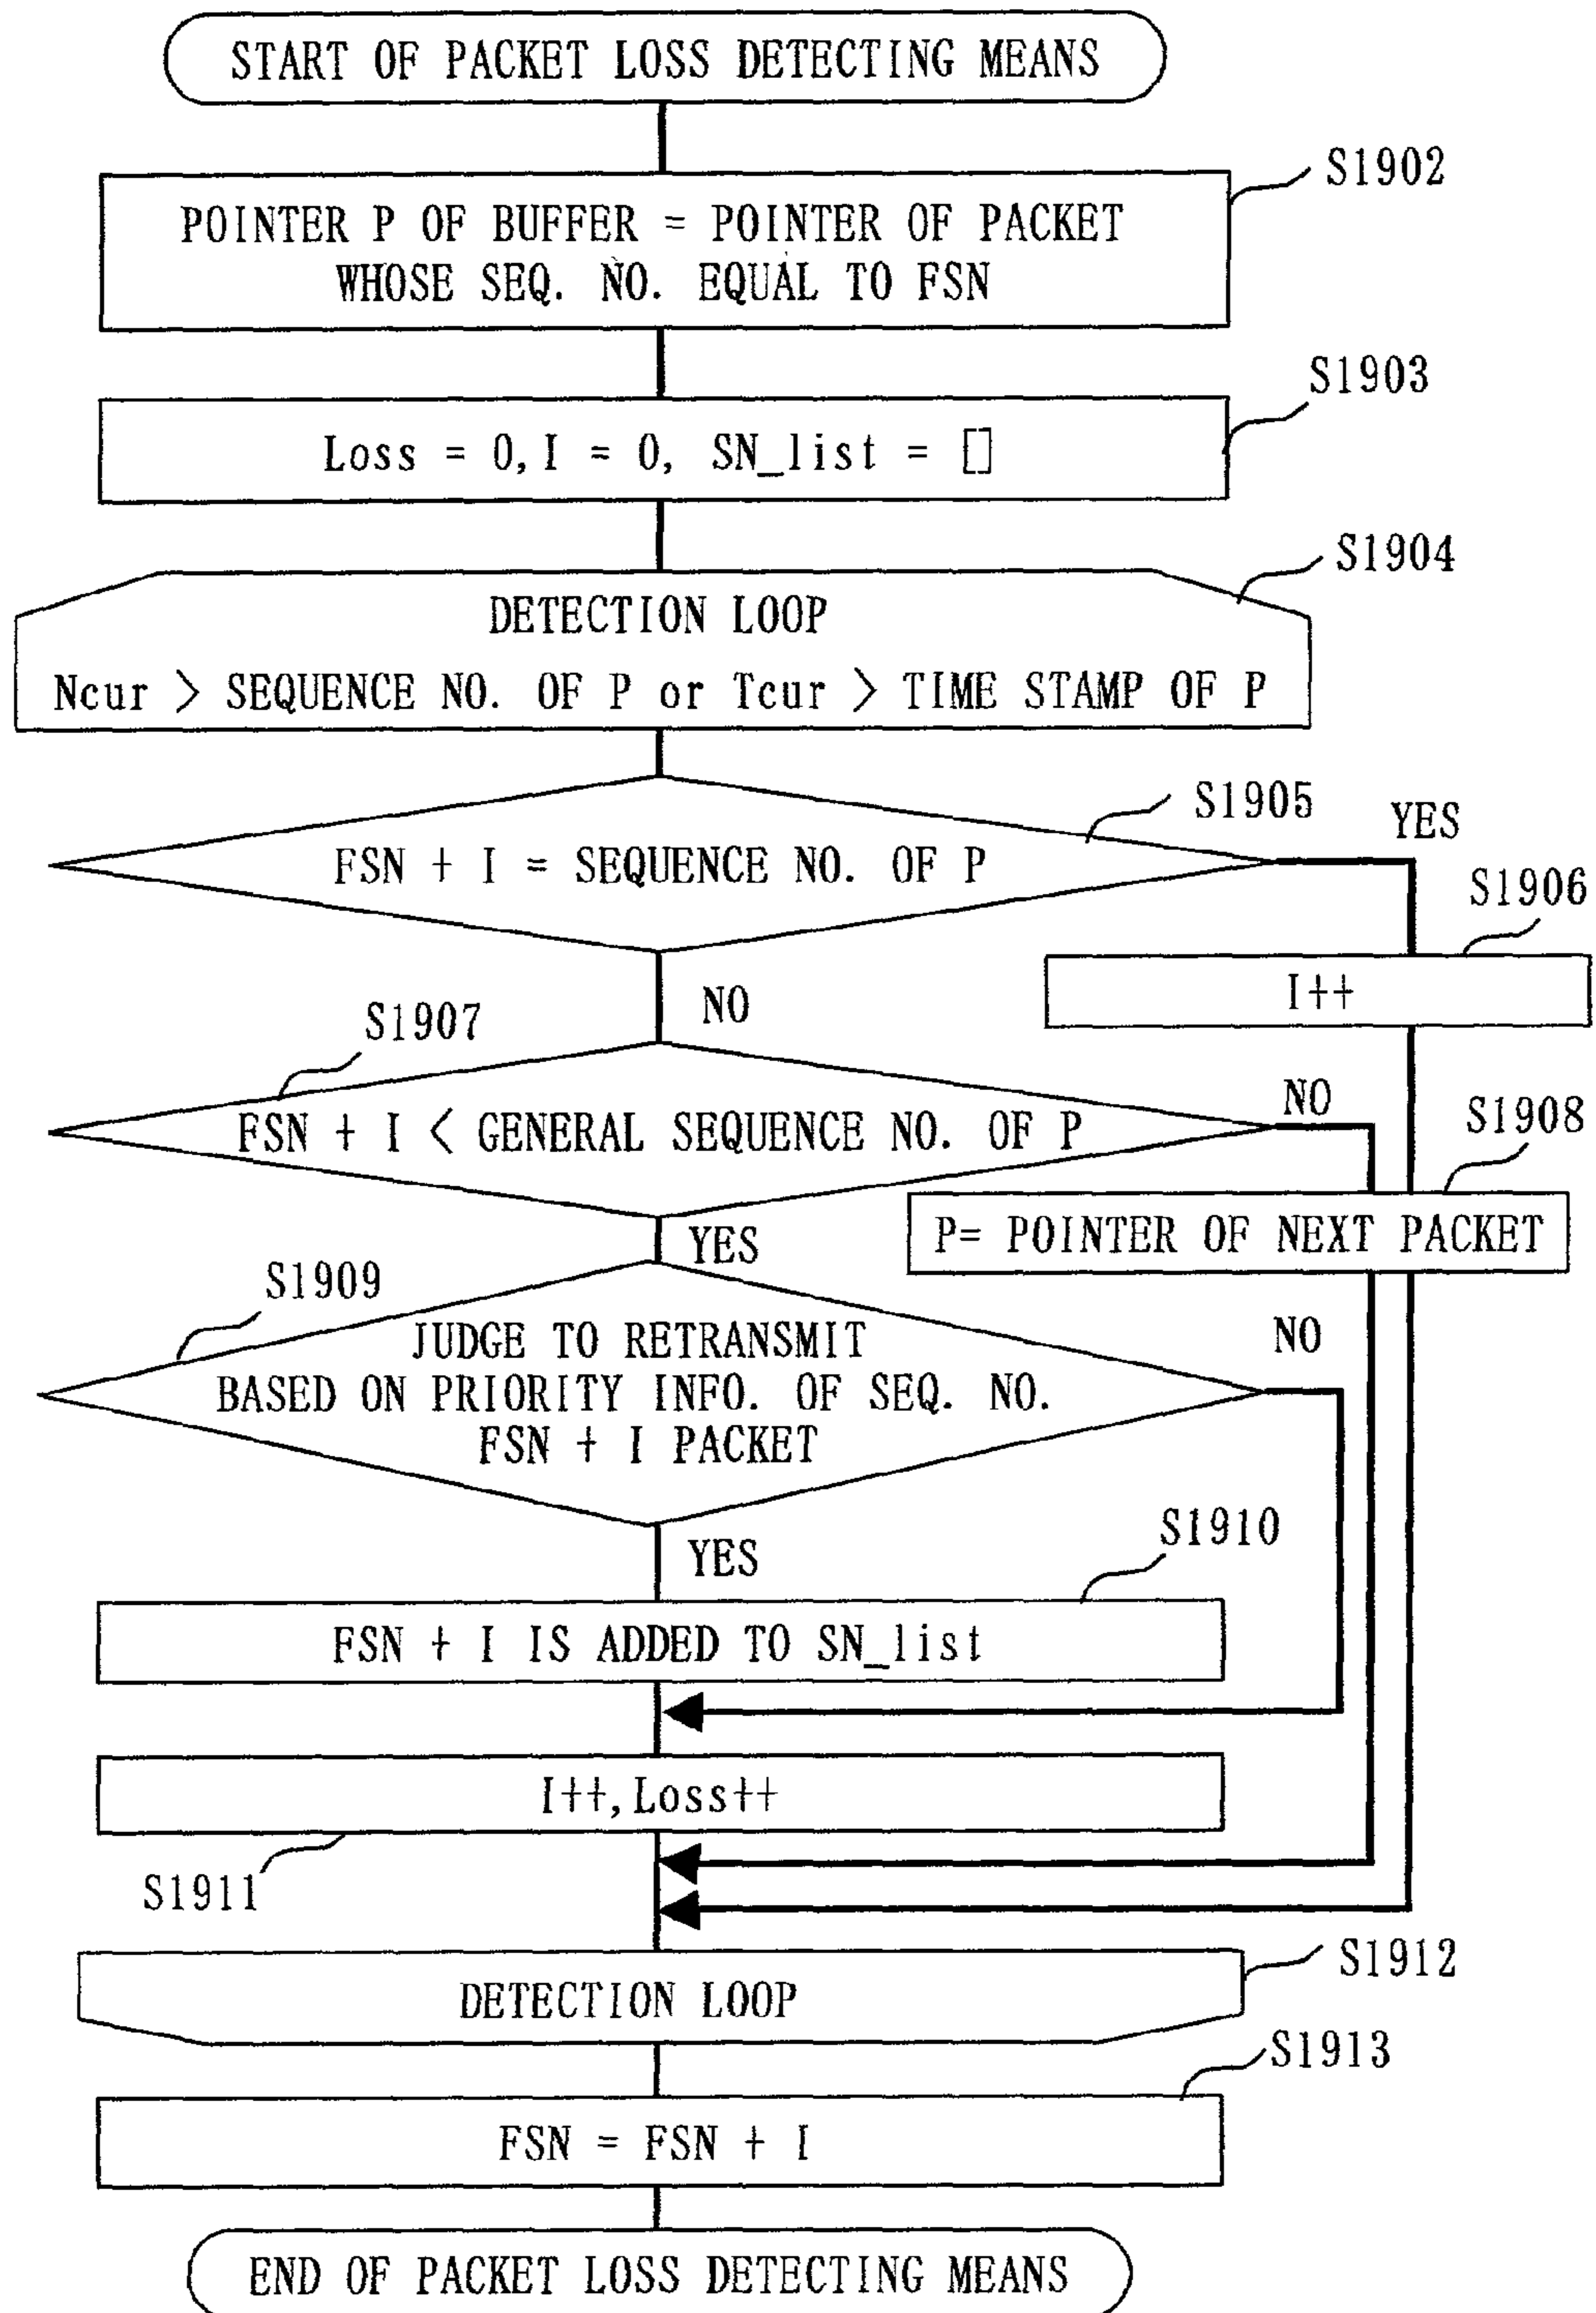 START OF PACKET LOSS DETECTING MEANS
S1902
POINTER P OF BUFFER = POINTER OF PACKET
WHOSE SEQ. NO. EQUAL TO FSN
S1903
Loss = 0, I = 0, SN_list = []
S1904
DETECTION LOOP
Ncur > SEQUENCE NO. OF P or Tcur > TIME STAMP OF P
S1905
YES
FSN + I = SEQUENCE NO. OF P
S1906
I++
NO
S1907
NO
S1908
FSN + I < GENERAL SEQUENCE NO. OF P
P= POINTER OF NEXT PACKET
YES
S1909
NO
JUDGE TO RETRANSMIT
BASED ON PRIORITY INFO. OF SEQ. NO.
FSN + I PACKET
S1910
YES
FSN + I IS ADDED TO SN_list
I++, Loss++
S1911
S1912
DETECTION LOOP
S1913
FSN = FSN + I
END OF PACKET LOSS DETECTING MEANS